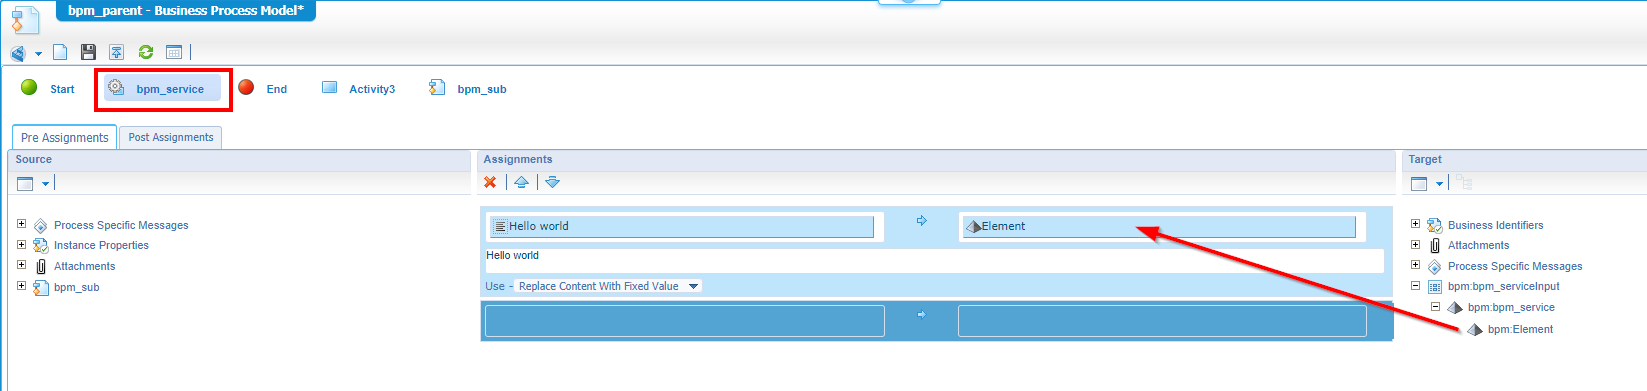 bpm_parent - Business Process Model*
Start
bpm_service
End
Activity3
bpm_sub
Pre Assignments
Post Assignments
Source
Process Specific Messages
Instance Properties
Attachments
bpm_sub
Assignments
Hello world
Element
Hello world
Use - Replace Content With Fixed Value
Target
Business Identifiers
Attachments
Process Specific Messages
bpm:bpm_serviceInput
bpm:bpm_service
bpm:Element